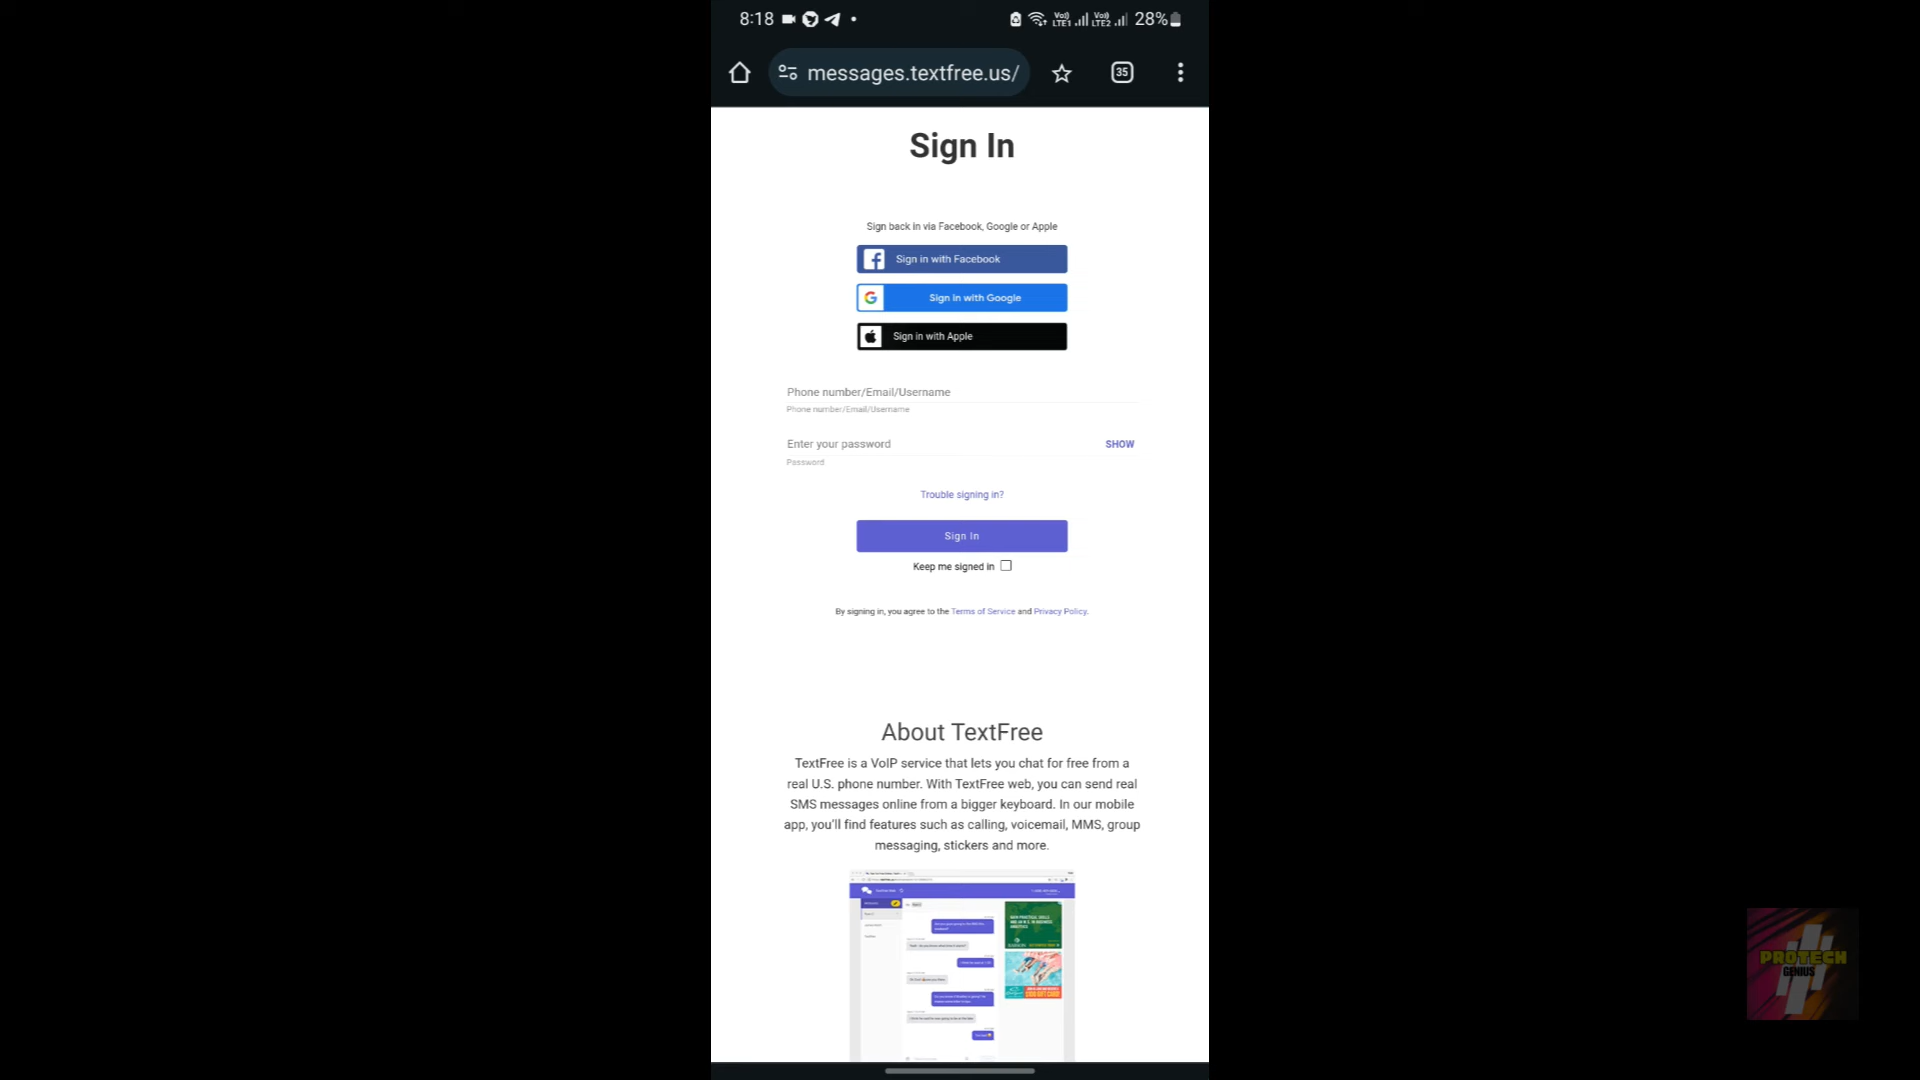 8:18
VoI) LTE1 VoI) LTE2 28%
messages.textfree.us/
35
Sign In
Sign back in via Facebook, Google or Apple
Sign in with Facebook
Sign in with Google
Sign in with Apple
Phone number/Email/Username
Phone number/Email/Username
Enter your password
SHOW
Password
Trouble signing in?
Sign In
Keep me signed in
By signing in, you agree to the Terms of Service and Privacy Policy.
About TextFree
TextFree is a VoIP service that lets you chat for free from a
real U.S. phone number. With TextFree web, you can send real
SMS messages online from a bigger keyboard. In our mobile
app, you'll find features such as calling, voicemail, MMS, group
messaging, stickers and more.
PROTECH
GENIUS